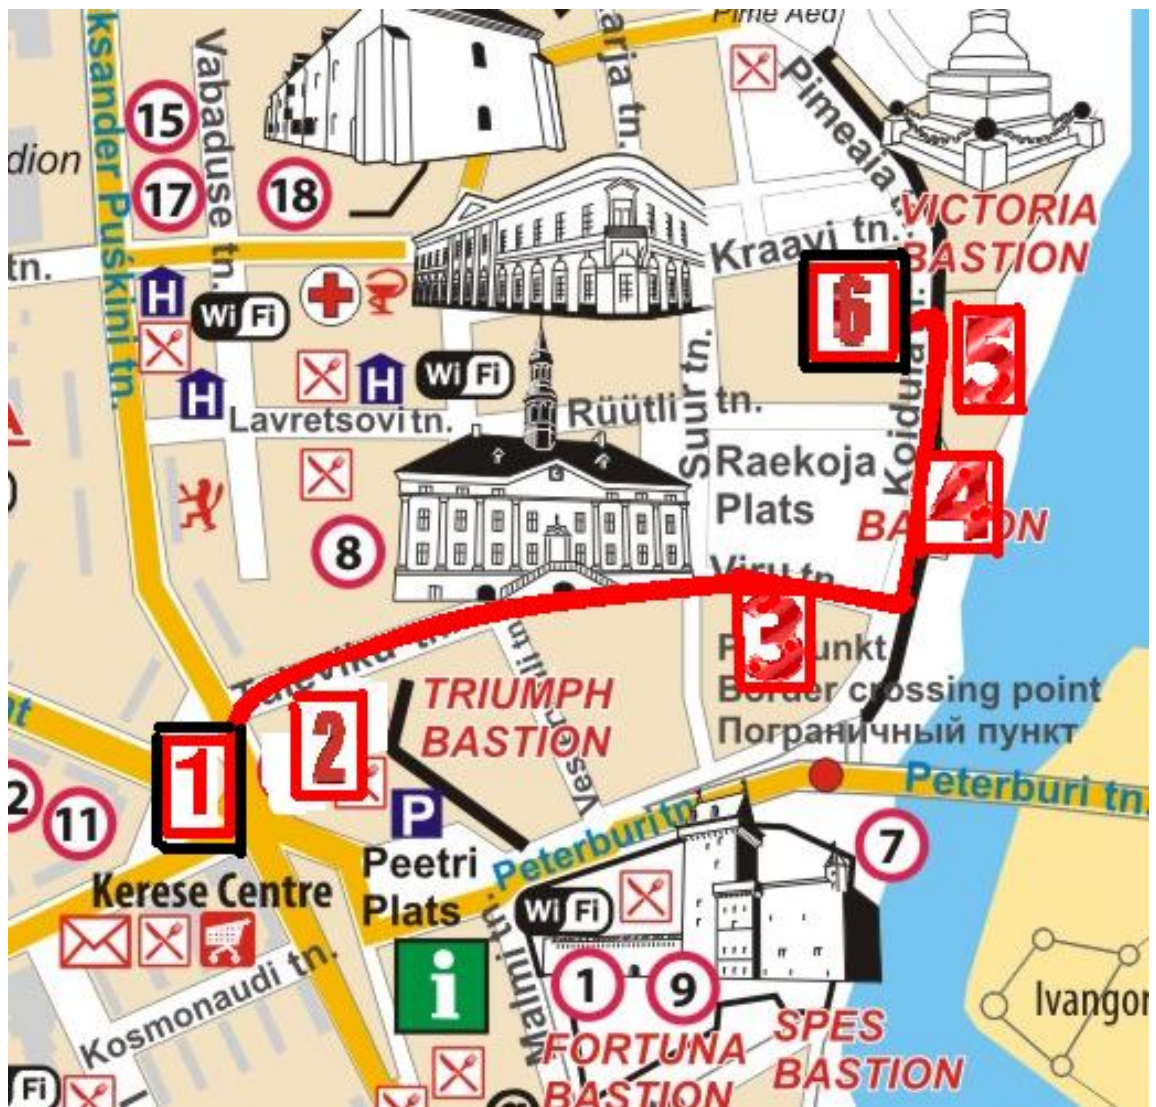 Pime Aed
ksander Puškini tn.
Vabaduse tn.
arja tn.
Pimeaia
15
17
18
dion
VICTORIA
BASTION
Kraavi tn.
tn.
H
Wi Fi
6
5
H
H
Wi Fi
Koidula
Lavretsovi tn.
Rüütli tn.
Suur tn.
Raekoja
Plats
4
8
Viru tn.
3
Border crossing point
Пограничный пункт
Tuleviku
TRIUMPH
BASTION
2
1
11
P
Peterburi tn.
Peterburi tn.
7
Peetri
Plats
Kerese Centre
Wi Fi
i
Malmi tn.
1
9
Kosmonaudi tn.
Ivangor
FORTUNA
BASTION
SPES
BASTION
Fi